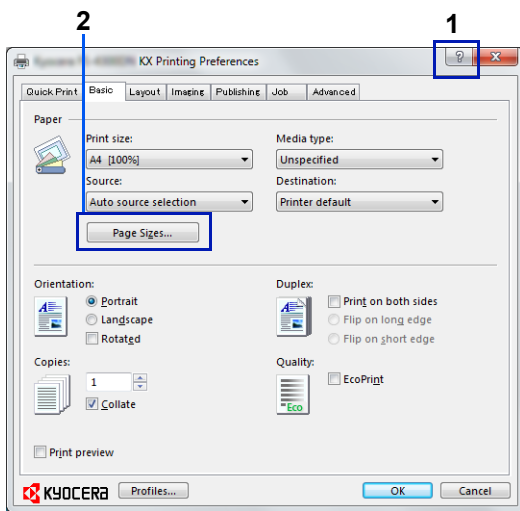 2 1
KX Printing Preferences
Quick Print Basic Layout Imaging Publishing Job Advanced
Paper
Print size: Media type:
A4 [100%] Unspecified
Source: Destination:
Auto source selection Printer default
Page Sizes...
Orientation: Duplex:
Portrait Print on both sides
Landscape Flip on long edge
Rotated Flip on short edge
Copies: Quality:
1 EcoPrint
Collate Eco
Print preview
KYOCERA Profiles... OK Cancel